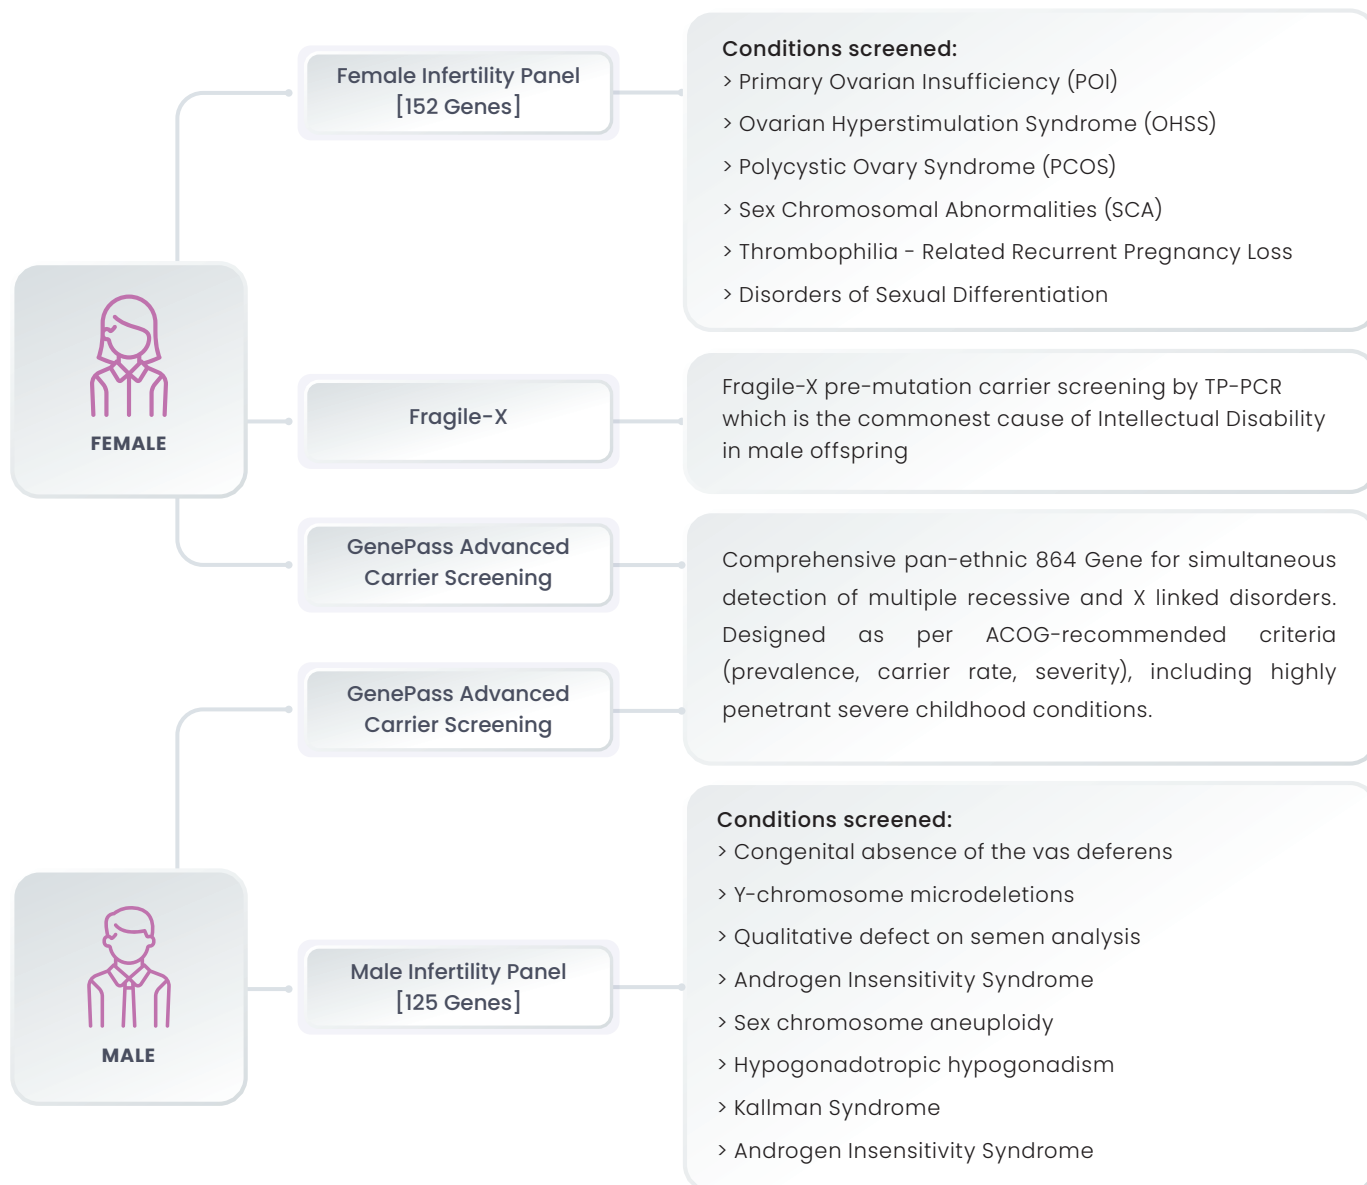 Female Infertility Panel
[152 Genes]
Conditions screened:
> Primary Ovarian Insufficiency (POI)
> Ovarian Hyperstimulation Syndrome (OHSS)
> Polycystic Ovary Syndrome (PCOS)
> Sex Chromosomal Abnormalities (SCA)
> Thrombophilia - Related Recurrent Pregnancy Loss
> Disorders of Sexual Differentiation
FEMALE
Fragile-X
Fragile-X pre-mutation carrier screening by TP-PCR
which is the commonest cause of Intellectual Disability
in male offspring
GenePass Advanced
Carrier Screening
Comprehensive pan-ethnic 864 Gene for simultaneous
detection of multiple recessive and X linked disorders.
Designed as per ACOG-recommended criteria
(prevalence, carrier rate, severity), including highly
penetrant severe childhood conditions.
GenePass Advanced
Carrier Screening
MALE
Male Infertility Panel
[125 Genes]
Conditions screened:
> Congenital absence of the vas deferens
> Y-chromosome microdeletions
> Qualitative defect on semen analysis
> Androgen Insensitivity Syndrome
> Sex chromosome aneuploidy
> Hypogonadotropic hypogonadism
> Kallman Syndrome
> Androgen Insensitivity Syndrome